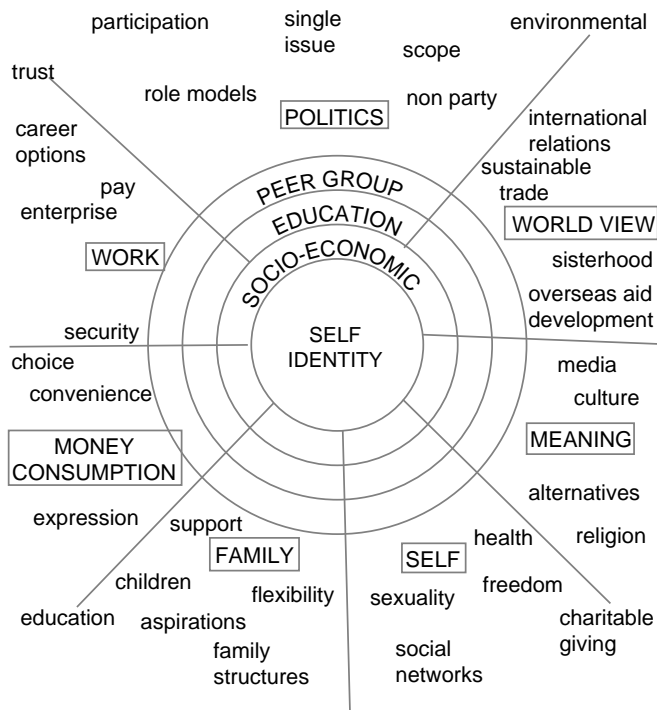 participation
single
issue
environmental
scope
trust
role models
non party
POLITICS
career
options
international
relations
sustainable
trade
pay
enterprise
PEER GROUP
EDUCATION
SOCIO-ECONOMIC
WORLD VIEW
WORK
sisterhood
overseas aid
development
security
SELF
IDENTITY
choice
convenience
media
culture
MONEY
CONSUMPTION
MEANING
expression
support
alternatives
religion
health
FAMILY
SELF
children
flexibility
sexuality
freedom
education
aspirations
charitable
giving
family
structures
social
networks